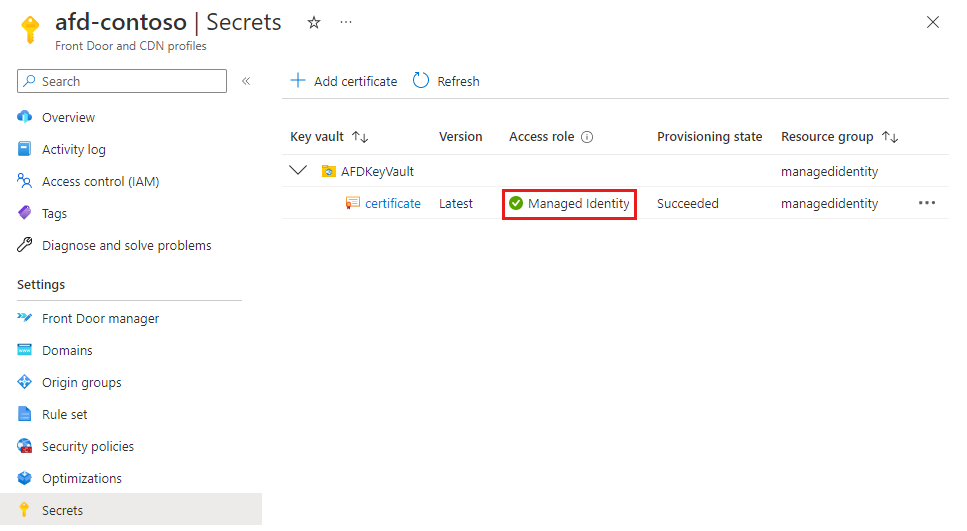 afd-contoso | Secrets
Front Door and CDN profiles
Search
Overview
Activity log
Access control (IAM)
Tags
Diagnose and solve problems
Settings
Front Door manager
Domains
Origin groups
Rule set
Security policies
Optimizations
Secrets
Add certificate Refresh
Key vault Version Access role Provisioning state Resource group
AFDKeyVault managedidentity
certificate Latest Managed Identity Succeeded managedidentity